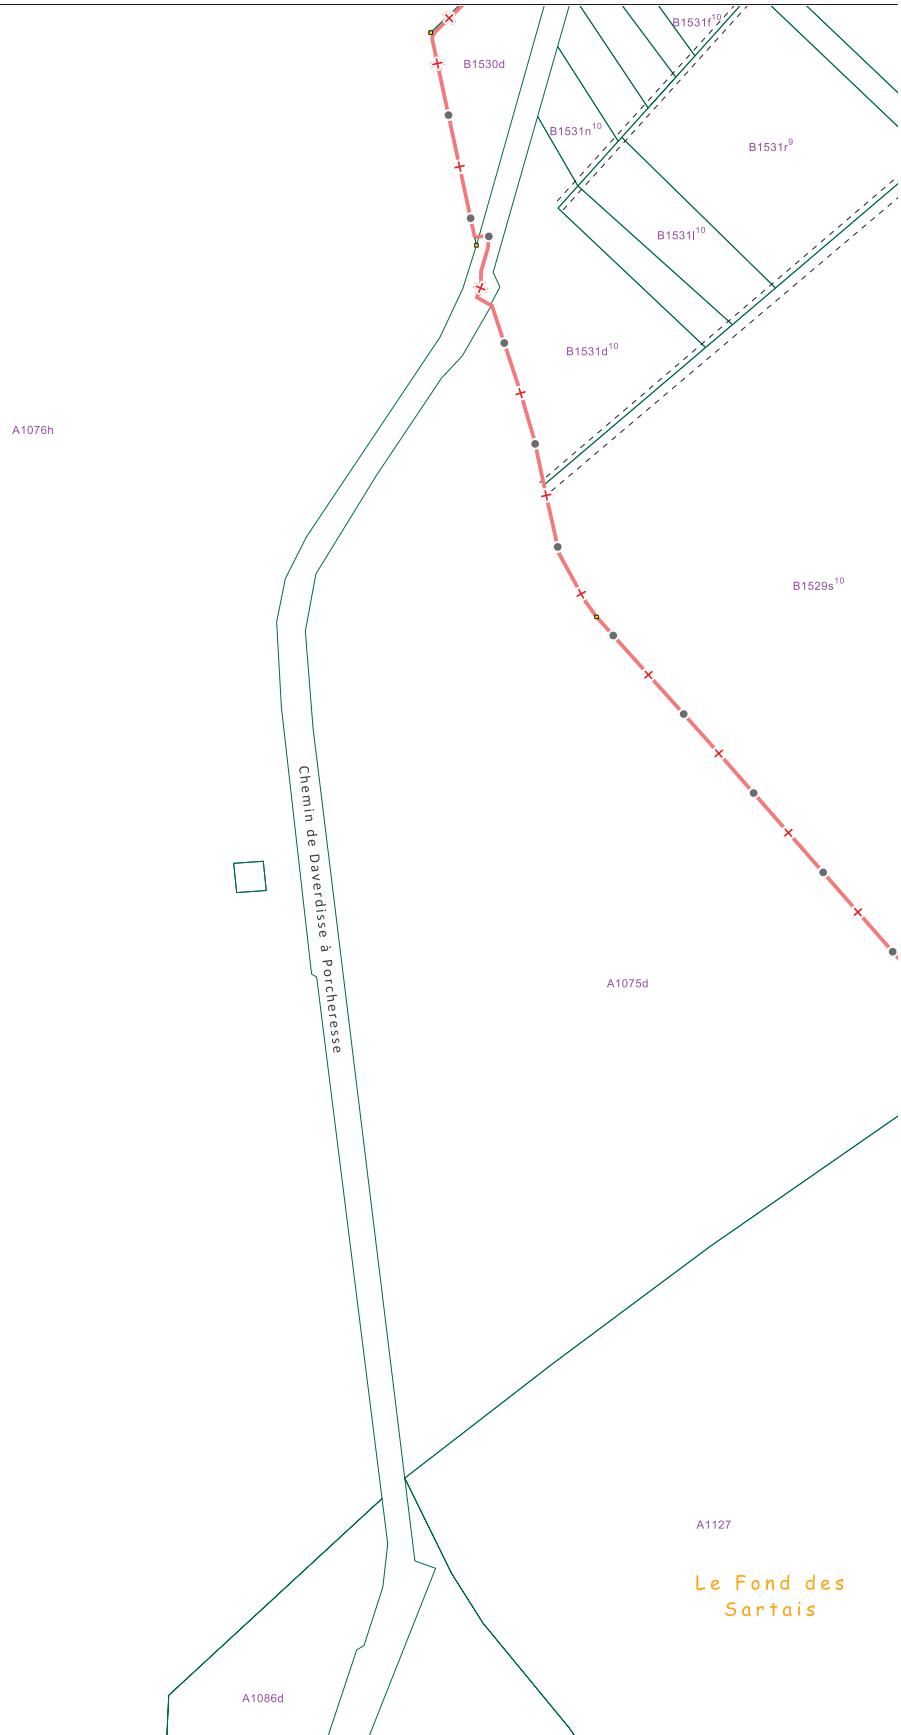 B1531f¹⁰
B1530d
B1531n¹⁰
B1531r⁹
B1531l¹⁰
B1531d¹⁰
A1076h
B1529s¹⁰
Chemin de Daverdisse à Porcheresse
A1075d
A1127
Le Fond des
Sartais
A1086d